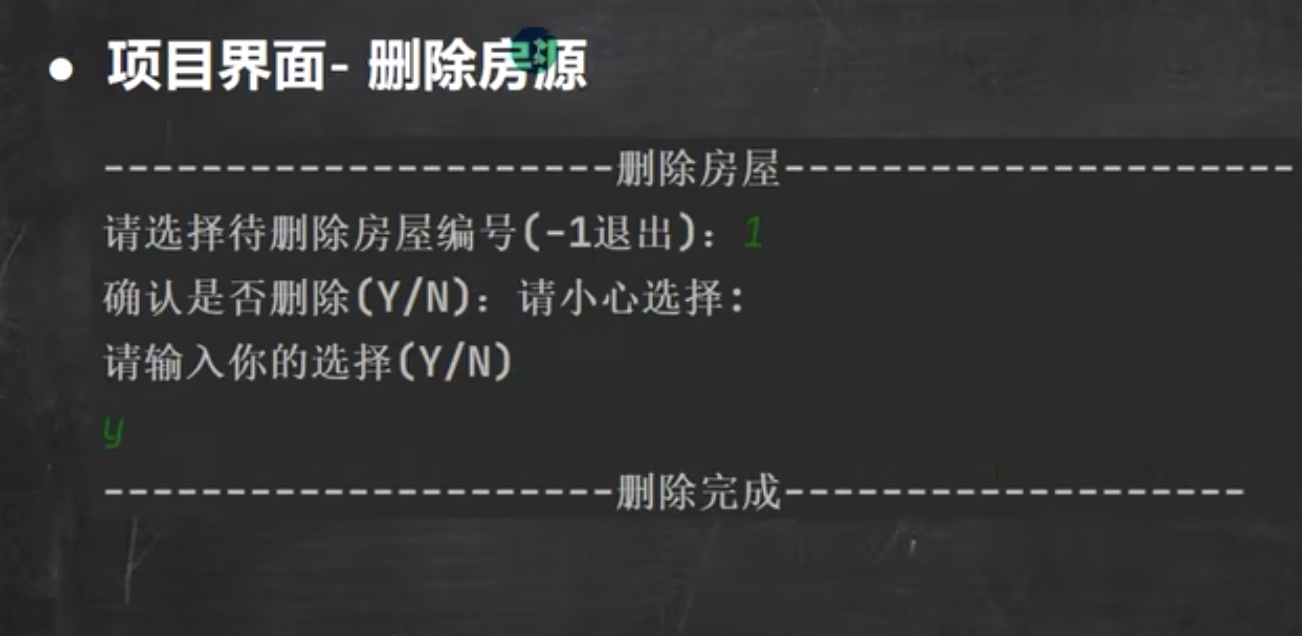 ● 项目界面- 删除房源
---------------------删除房屋---------------------
请选择待删除房屋编号(-1退出)：1
确认是否删除(Y/N)：请小心选择：
请输入你的选择(Y/N)
y
---------------------删除完成-------------------